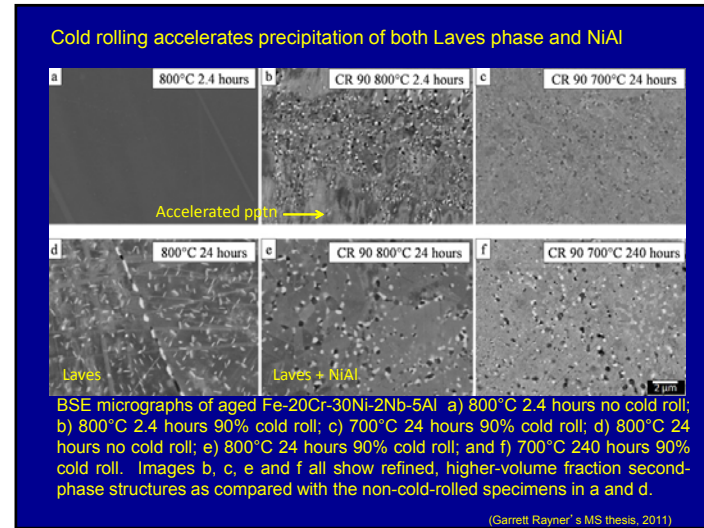 Cold rolling accelerates precipitation of both Laves phase and NiAl
a
800°C 2.4 hours
b
CR 90 800°C 2.4 hours
c
CR 90 700°C 24 hours
Accelerated pptn
d
800°C 24 hours
e
CR 90 800°C 24 hours
f
CR 90 700°C 240 hours
Laves
Laves + NiAl
2 μm
BSE micrographs of aged Fe-20Cr-30Ni-2Nb-5Al a) 800°C 2.4 hours no cold roll;
b) 800°C 2.4 hours 90% cold roll; c) 700°C 24 hours 90% cold roll; d) 800°C 24
hours no cold roll; e) 800°C 24 hours 90% cold roll; and f) 700°C 240 hours 90%
cold roll. Images b, c, e and f all show refined, higher-volume fraction second-
phase structures as compared with the non-cold-rolled specimens in a and d.
(Garrett Rayner's MS thesis, 2011)